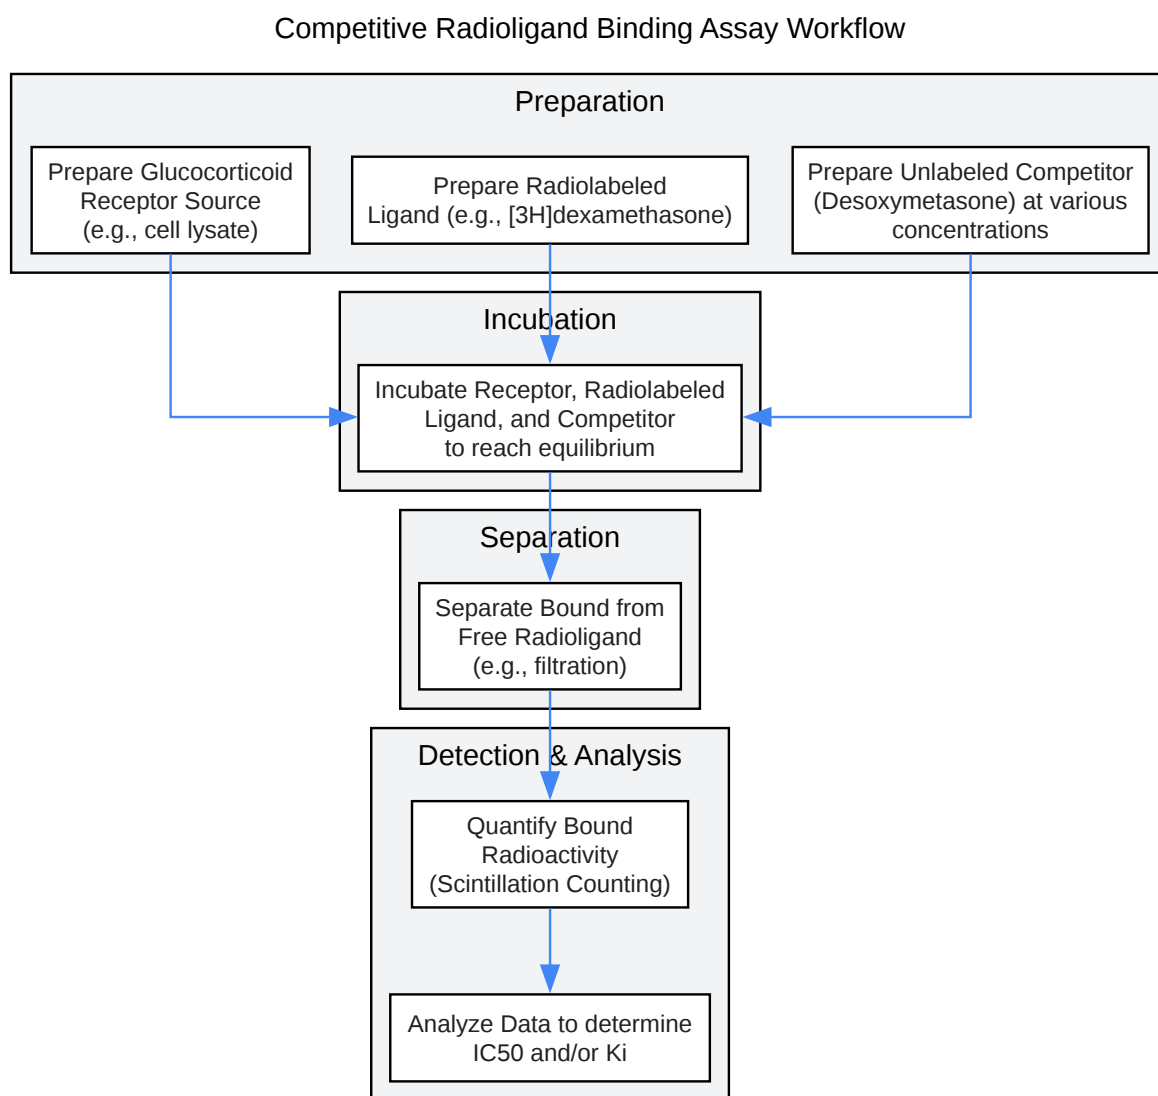 Competitive Radioligand Binding Assay Workflow
Preparation
Prepare Glucocorticoid
Receptor Source
(e.g., cell lysate)
Prepare Radiolabeled
Ligand (e.g., [3H]dexamethasone)
Prepare Unlabeled Competitor
(Desoxymetasone) at various
concentrations
Incubation
Incubate Receptor, Radiolabeled
Ligand, and Competitor
to reach equilibrium
Separation
Separate Bound from
Free Radioligand
(e.g., filtration)
Detection & Analysis
Quantify Bound
Radioactivity
(Scintillation Counting)
Analyze Data to determine
IC50 and/or Ki